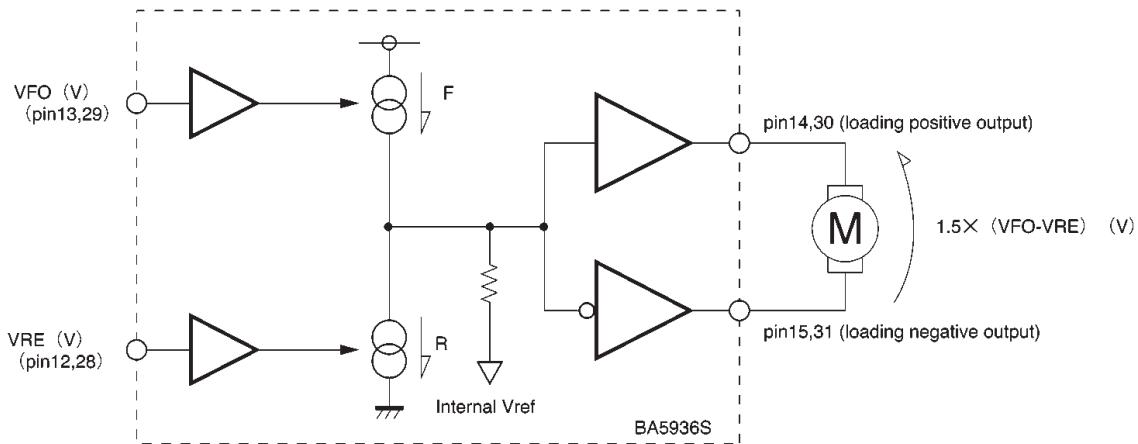 VFO (V)
(pin13,29)
F
pin14,30 (loading positive output)
M
1.5× (VFO-VRE) (V)
VRE (V)
(pin12,28)
R
pin15,31 (loading negative output)
Internal Vref
BA5936S